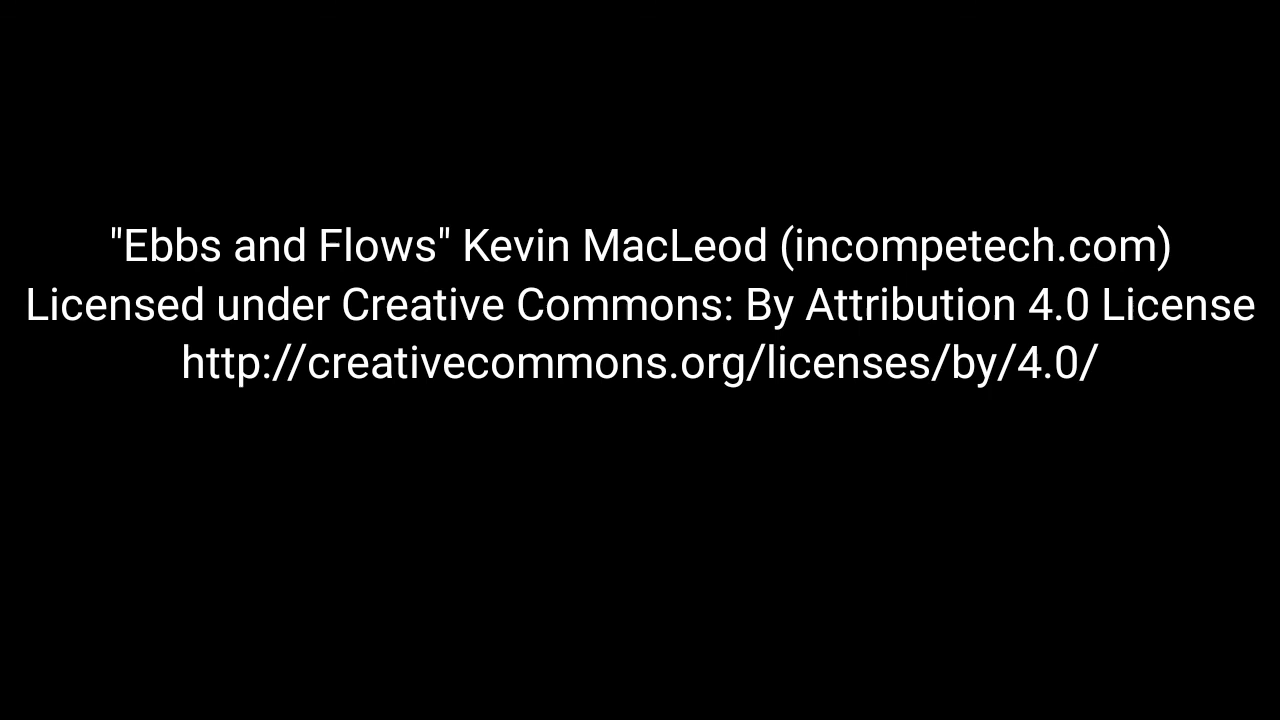 "Ebbs and Flows" Kevin MacLeod (incompetech.com)
Licensed under Creative Commons: By Attribution 4.0 License
http://creativecommons.org/licenses/by/4.0/